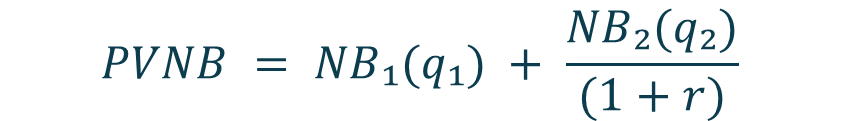 PVNB = NB₁(q₁) + NB₂(q₂)/(1 + r)